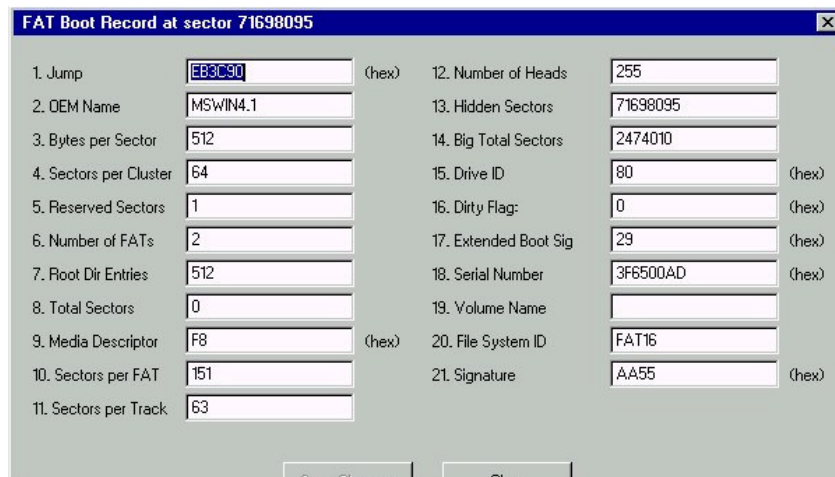 FAT Boot Record at sector 71698095
1. Jump EB3C90 (hex)
2. OEM Name MSWIN4.1
3. Bytes per Sector 512
4. Sectors per Cluster 64
5. Reserved Sectors 1
6. Number of FATs 2
7. Root Dir Entries 512
8. Total Sectors 0
9. Media Descriptor F8 (hex)
10. Sectors per FAT 151
11. Sectors per Track 63
12. Number of Heads 255
13. Hidden Sectors 71698095
14. Big Total Sectors 2474010
15. Drive ID 80 (hex)
16. Dirty Flag: 0 (hex)
17. Extended Boot Sig 29 (hex)
18. Serial Number 3F6500AD (hex)
19. Volume Name
20. File System ID FAT16
21. Signature AA55 (hex)